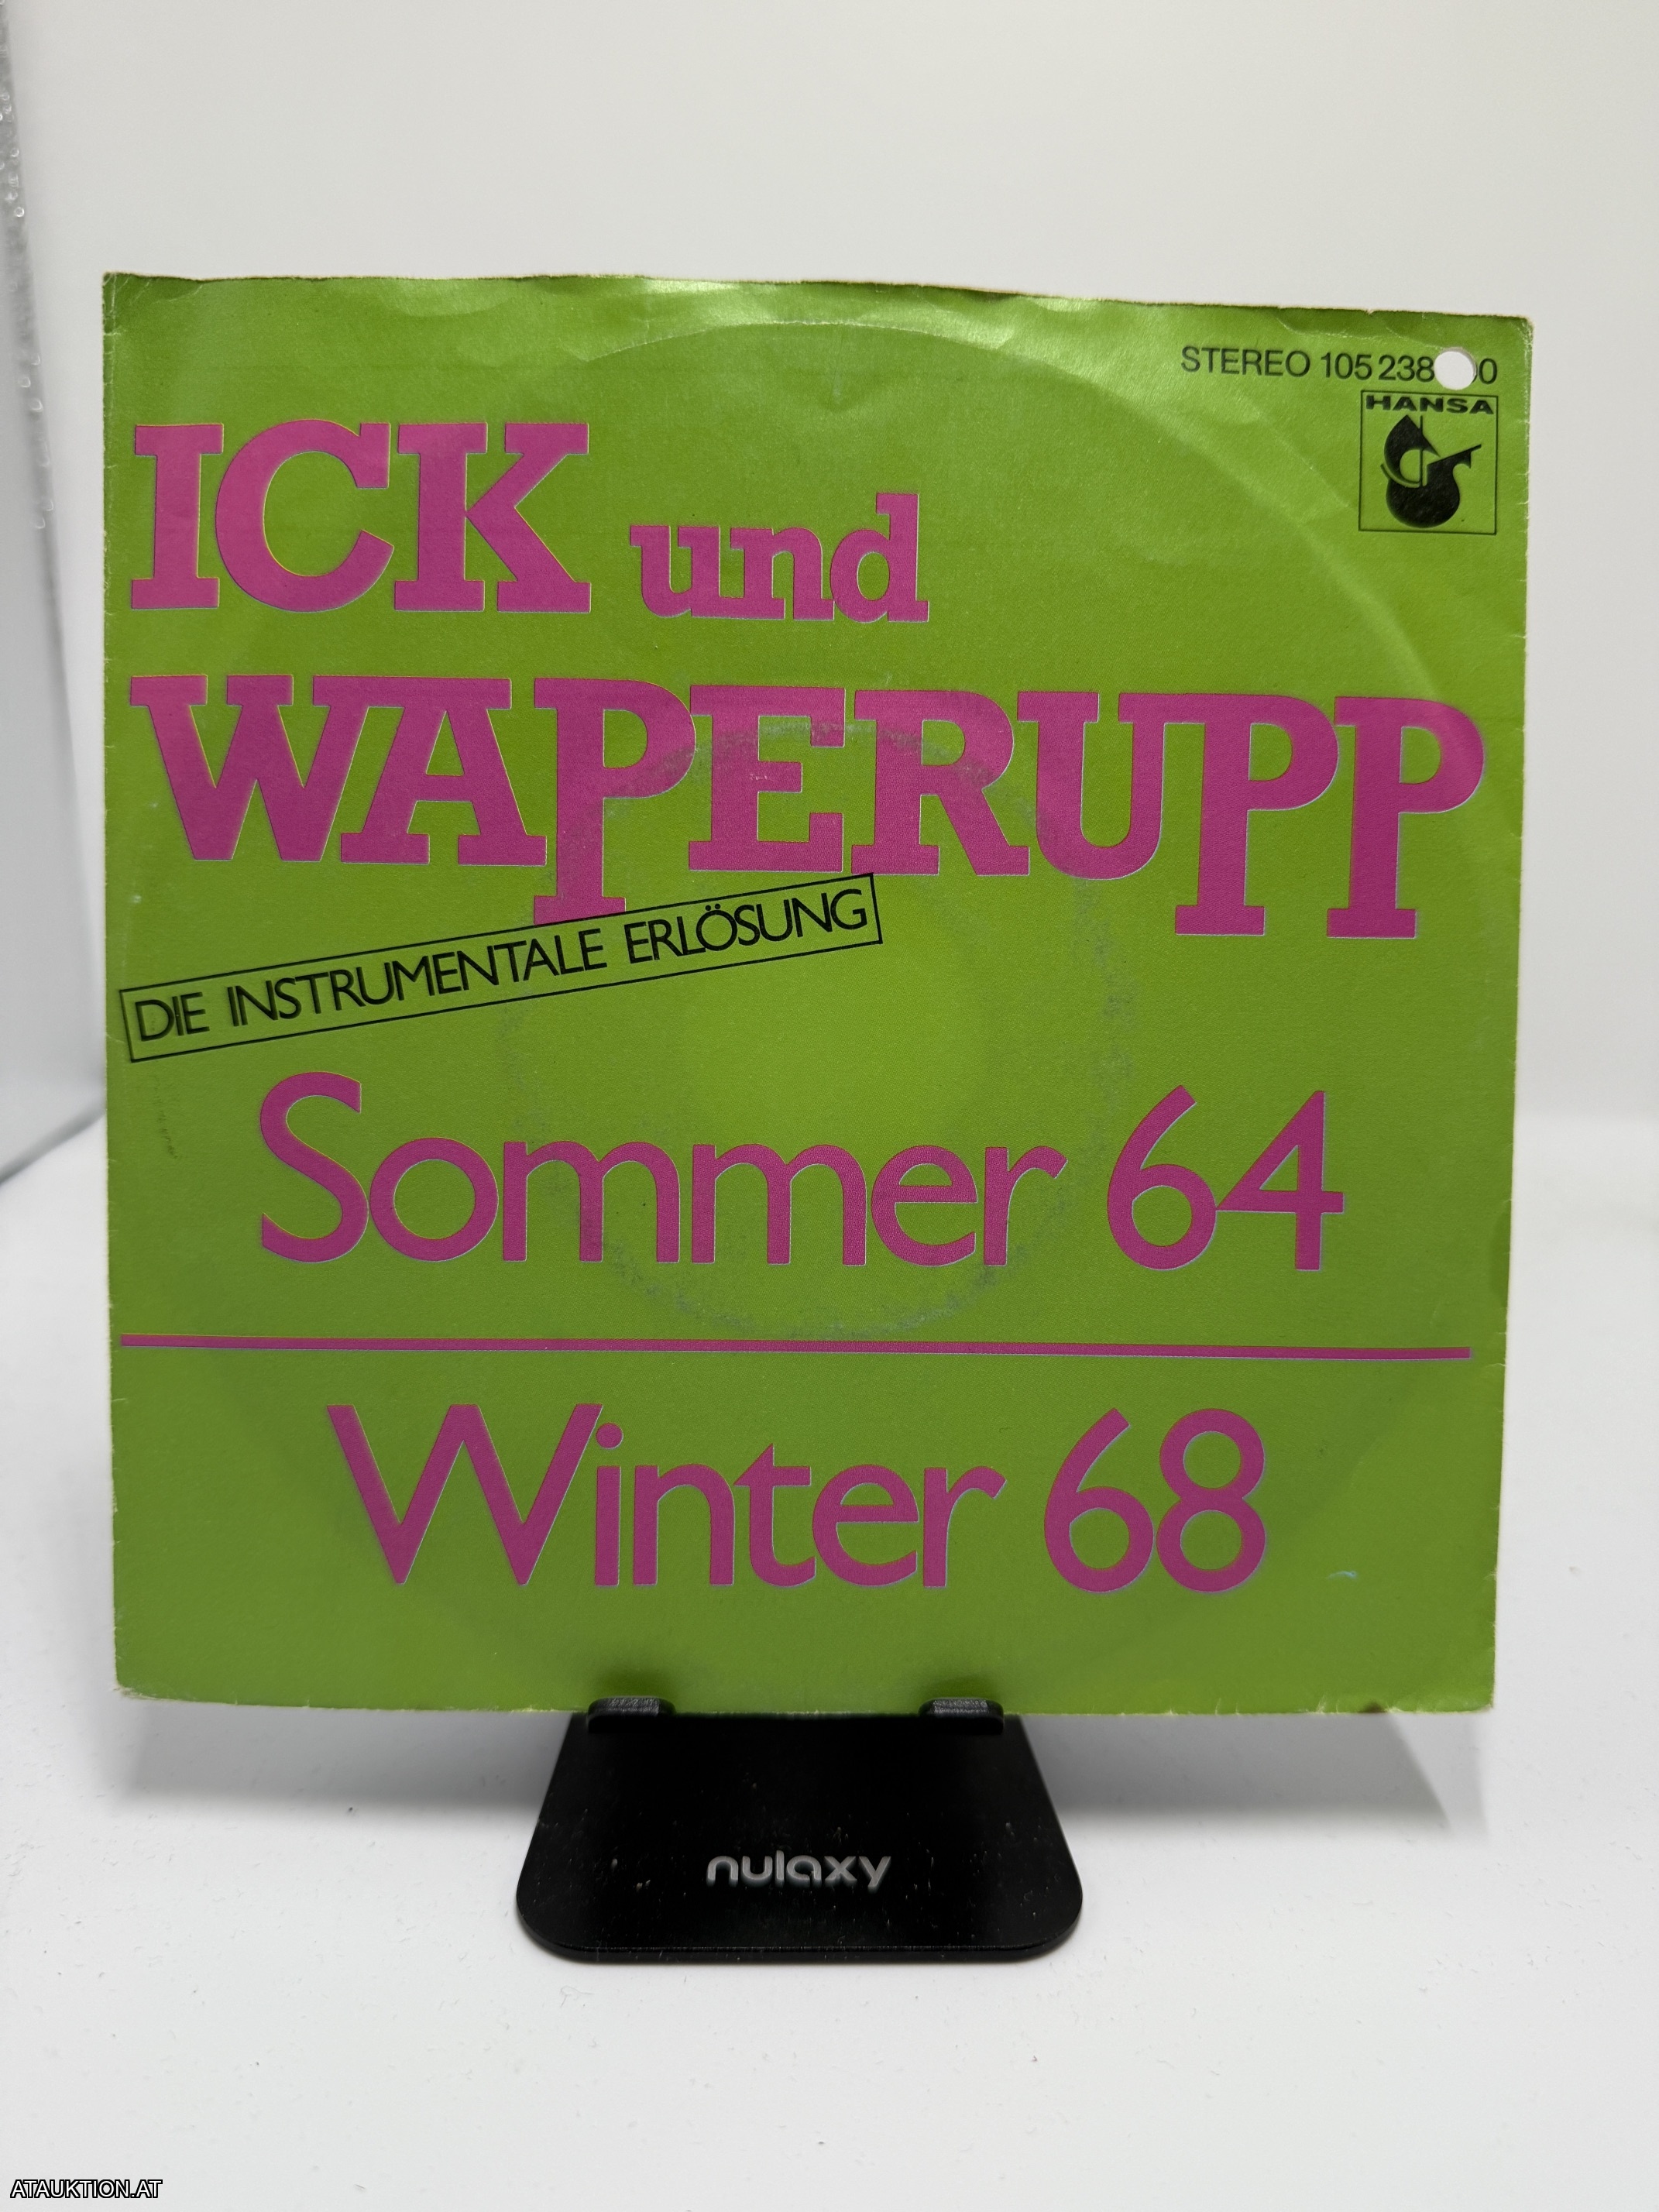 STEREO 105 238
HANSA
ICK und
WAPERUPP
DIE INSTRUMENTALE ERLÖSUNG
Sommer 64
Winter 68
nulaxy
ATAUKTION.AT